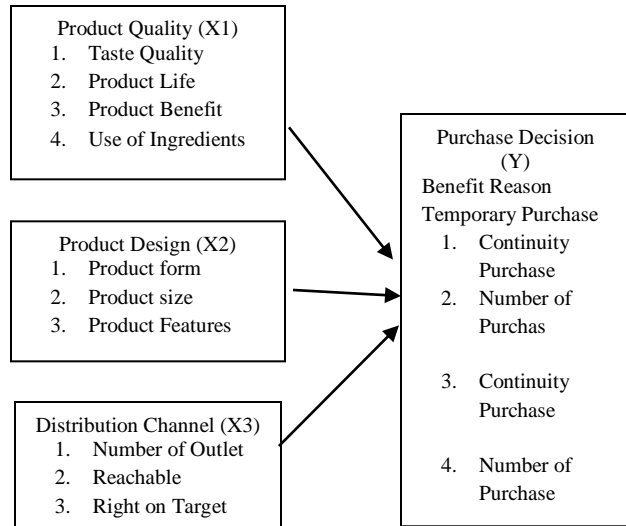 Product Quality (X1)
1. Taste Quality
2. Product Life
3. Product Benefit
4. Use of Ingredients
Product Design (X2)
1. Product form
2. Product size
3. Product Features
Distribution Channel (X3)
1. Number of Outlet
2. Reachable
3. Right on Target
Purchase Decision
(Y)
Benefit Reason
Temporary Purchase
1. Continuity
Purchase
2. Number of
Purchas
3. Continuity
Purchase
4. Number of
Purchase